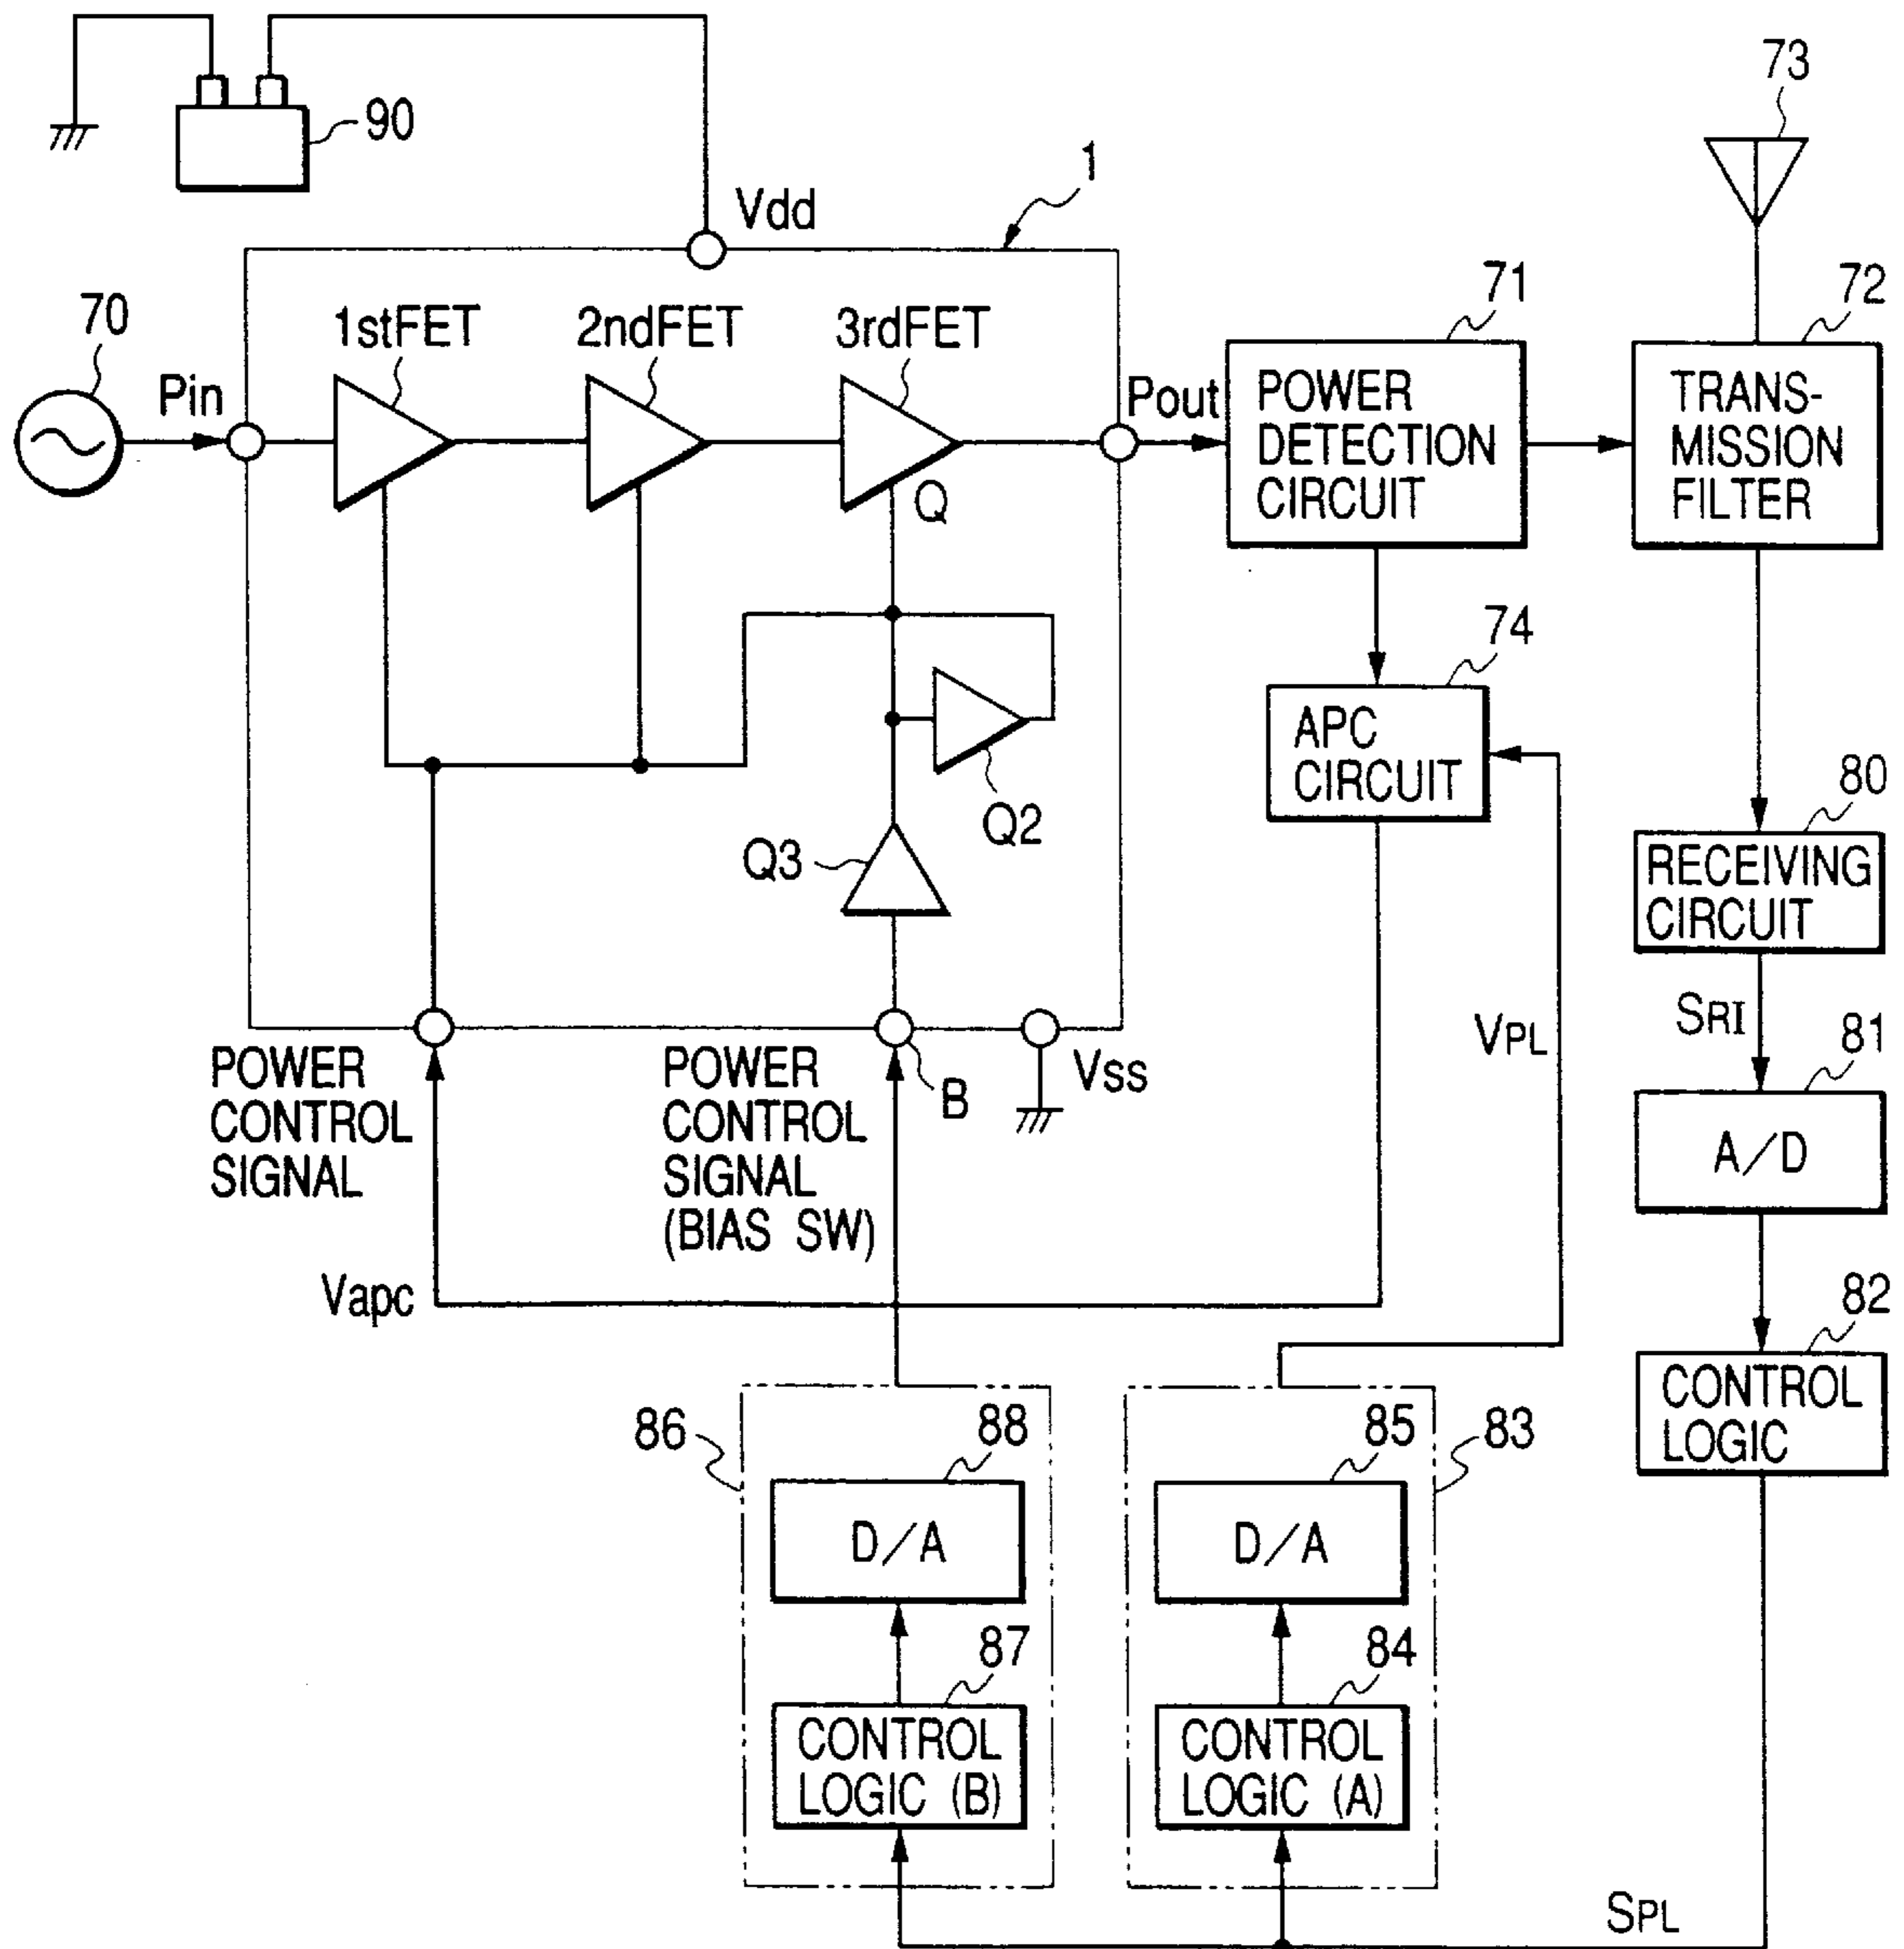 90
73
Vdd
1
70
Pin
1stFET
2ndFET
3rdFET
Q
Pout
71
POWER
DETECTION
CIRCUIT
72
TRANS-
MISSION
FILTER
74
APC
CIRCUIT
Q2
Q3
80
RECEIVING
CIRCUIT
SRI
VPL
81
A/D
POWER
CONTROL
SIGNAL
POWER
CONTROL
SIGNAL
(BIAS SW)
B
Vss
Vapc
82
CONTROL
LOGIC
86
88
D/A
85
83
D/A
87
CONTROL
LOGIC (B)
84
CONTROL
LOGIC (A)
SPL